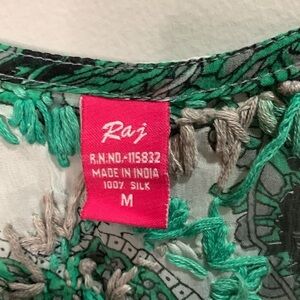 Raj
R.N.NO.-115832
MADE IN INDIA
100% SILK
M